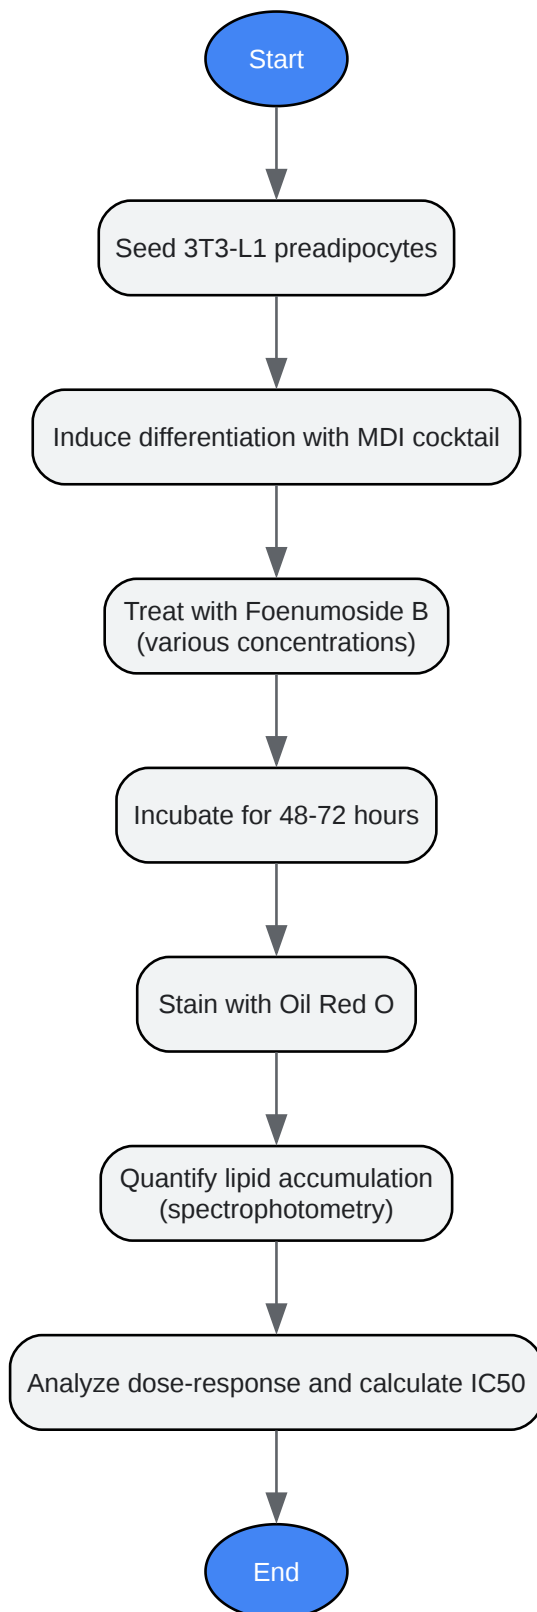 Start
Seed 3T3-L1 preadipocytes
Induce differentiation with MDI cocktail
Treat with Foenumoside B
(various concentrations)
Incubate for 48-72 hours
Stain with Oil Red O
Quantify lipid accumulation
(spectrophotometry)
Analyze dose-response and calculate IC50
End